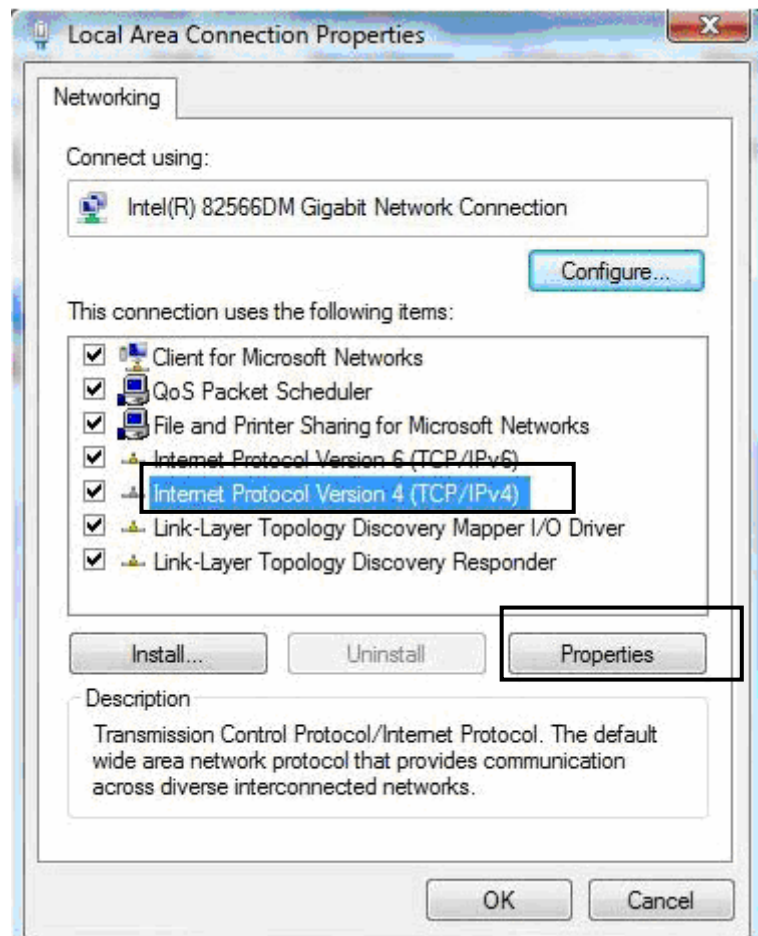 Local Area Connection Properties
Networking
Connect using:
Intel(R) 82566DM Gigabit Network Connection
Configure...
This connection uses the following items:
Client for Microsoft Networks
QoS Packet Scheduler
File and Printer Sharing for Microsoft Networks
Internet Protocol Version 6 (TCP/IPv6)
Internet Protocol Version 4 (TCP/IPv4)
Link-Layer Topology Discovery Mapper I/O Driver
Link-Layer Topology Discovery Responder
Install... Uninstall Properties
Description
Transmission Control Protocol/Internet Protocol. The default
wide area network protocol that provides communication
across diverse interconnected networks.
OK Cancel